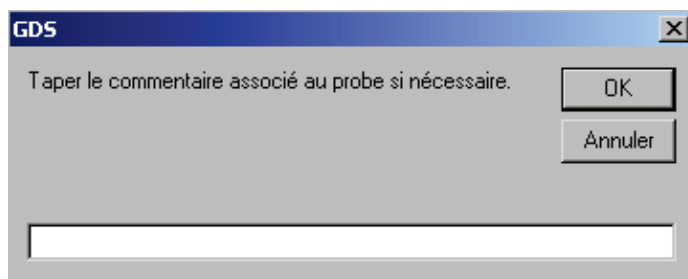 GDS
Taper le commentaire associé au probe si nécessaire.
OK
Annuler